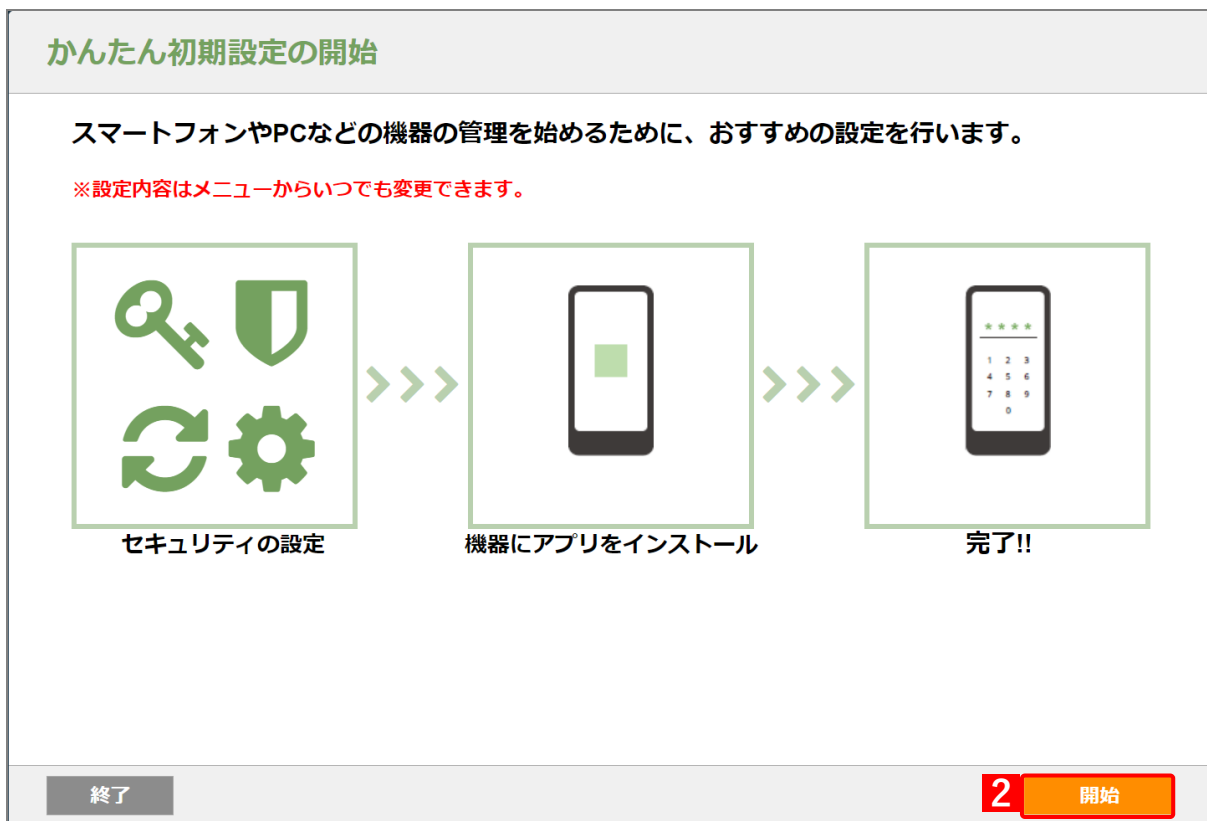 かんたん初期設定の開始
スマートフォンやPCなどの機器の管理を始めるために、おすすめの設定を行います。
※設定内容はメニューからいつでも変更できます。
****
1 2 3
4 5 6
7 8 9
0
セキュリティの設定
機器にアプリをインストール
完了!!
終了
2
開始